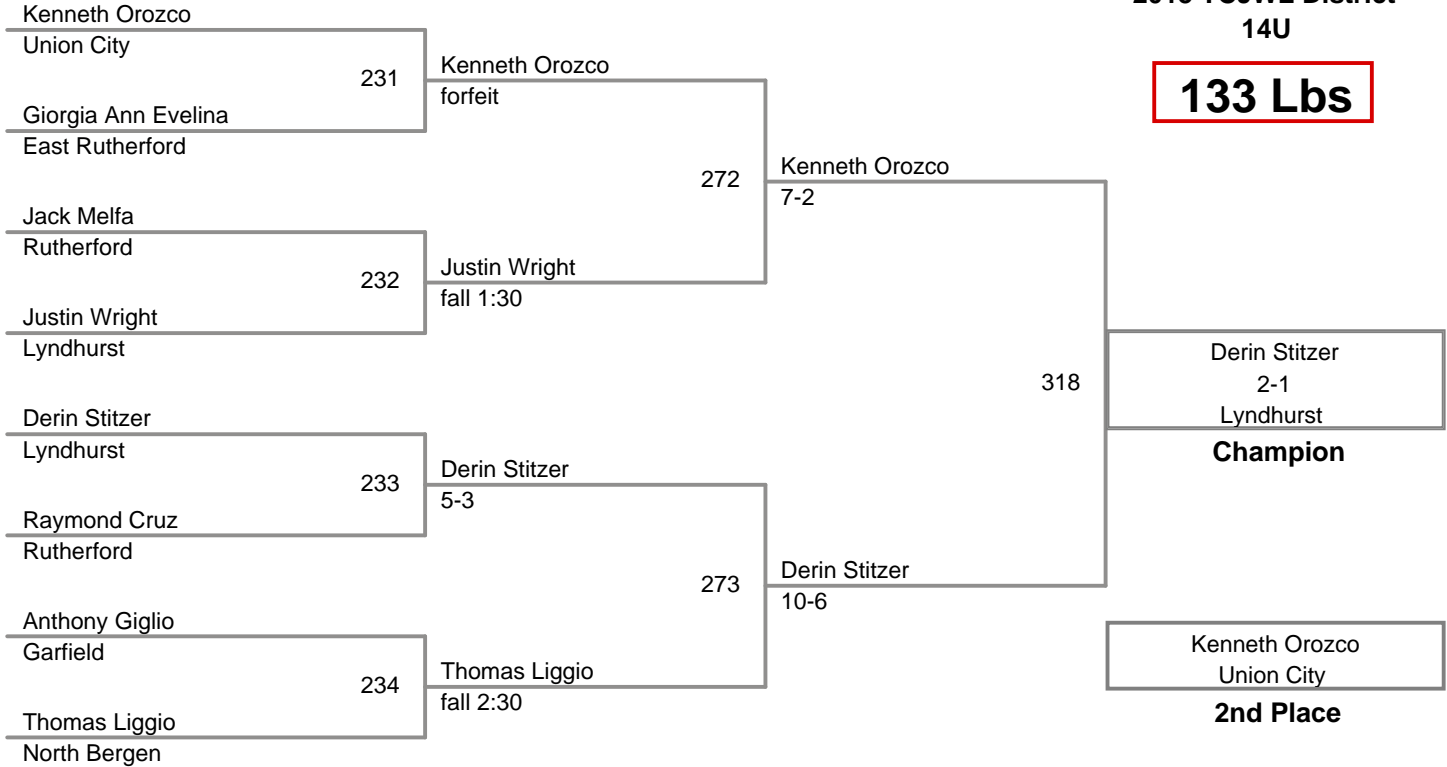 14U
133 Lbs
Kenneth Orozco
Union City
231
Giorgia Ann Evelina
East Rutherford
Kenneth Orozco
forfeit
Jack Melfa
Rutherford
232
Justin Wright
Lyndhurst
Justin Wright
fall 1:30
272
Kenneth Orozco
7-2
Derin Stitzer
Lyndhurst
233
Raymond Cruz
Rutherford
Derin Stitzer
5-3
Anthony Giglio
Garfield
234
Thomas Liggio
North Bergen
Thomas Liggio
fall 2:30
273
Derin Stitzer
10-6
318
Derin Stitzer
2-1
Lyndhurst
Champion
Kenneth Orozco
Union City
2nd Place